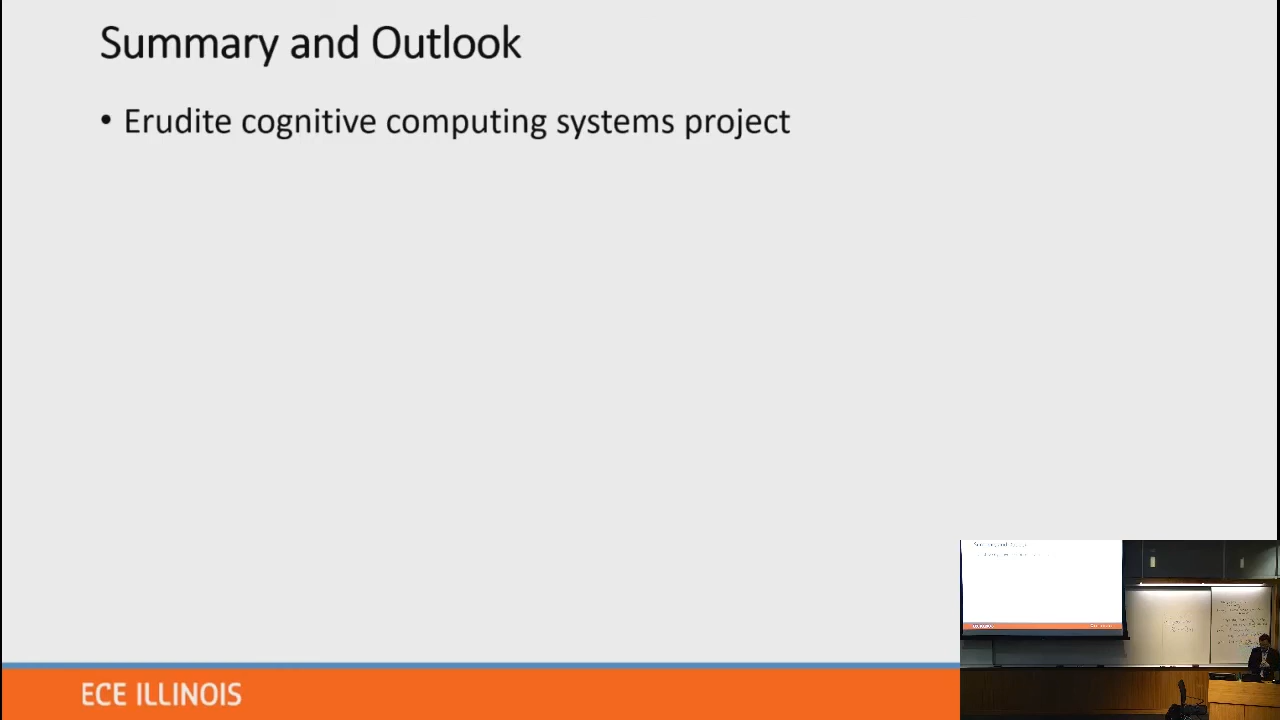 Summary and Outlook
• Erudite cognitive computing systems project
ECE ILLINOIS